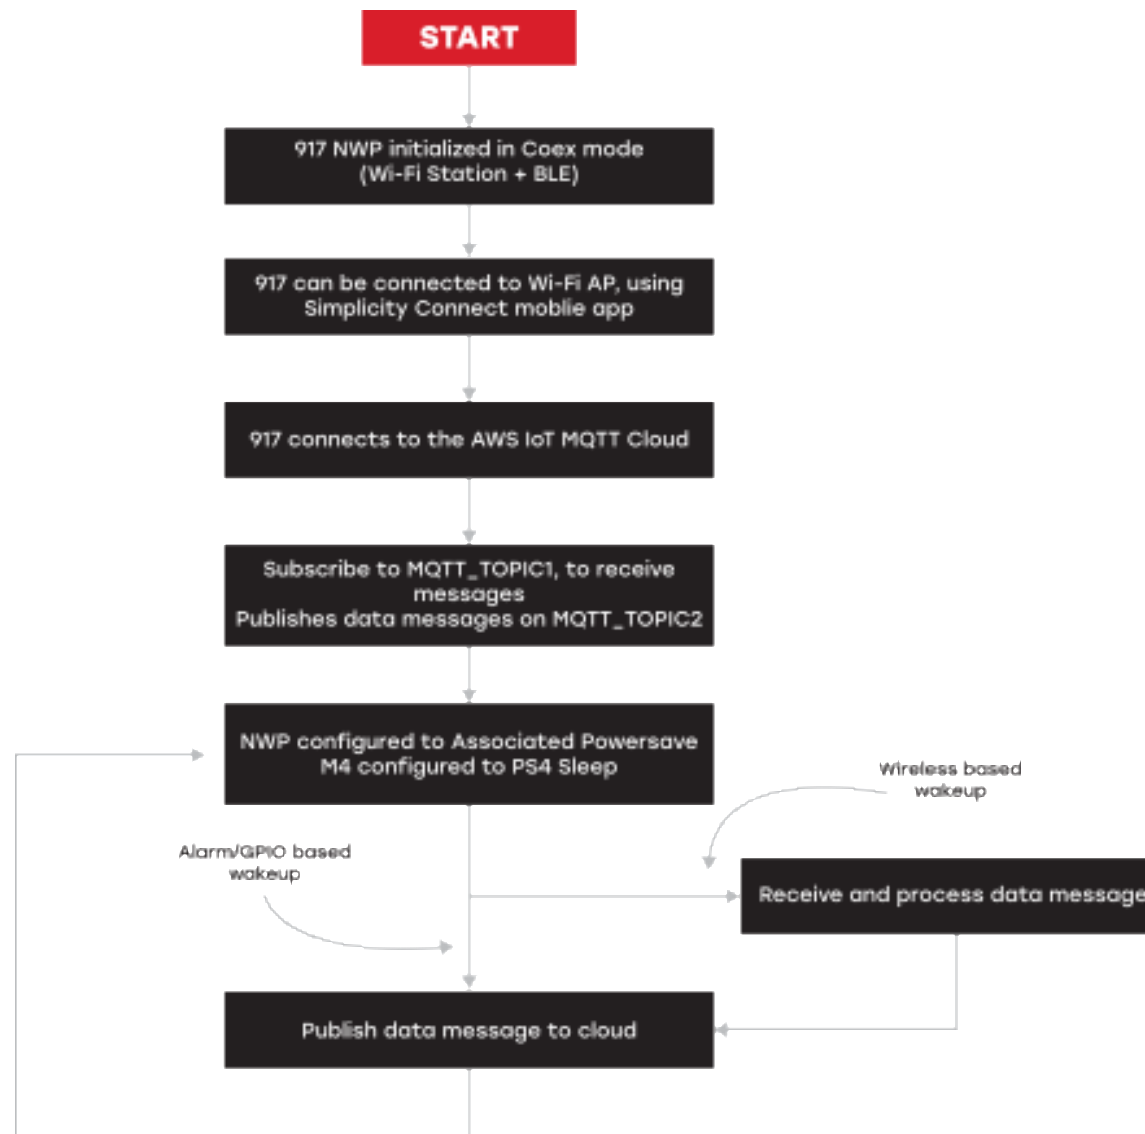 START
917 NWP initialized in Coex mode
(Wi-Fi Station + BLE)
917 can be connected to Wi-Fi AP, using
Simplicity Connect moblie app
917 connects to the AWS IoT MQTT Cloud
Subscribe to MQTT_TOPIC1, to receive
messages
Publishes data messages on MQTT_TOPIC2
NWP configured to Associated Powersave
M4 configured to PS4 Sleep
Wireless based
wakeup
Alarm/GPIO based
wakeup
Receive and process data message
Publish data message to cloud